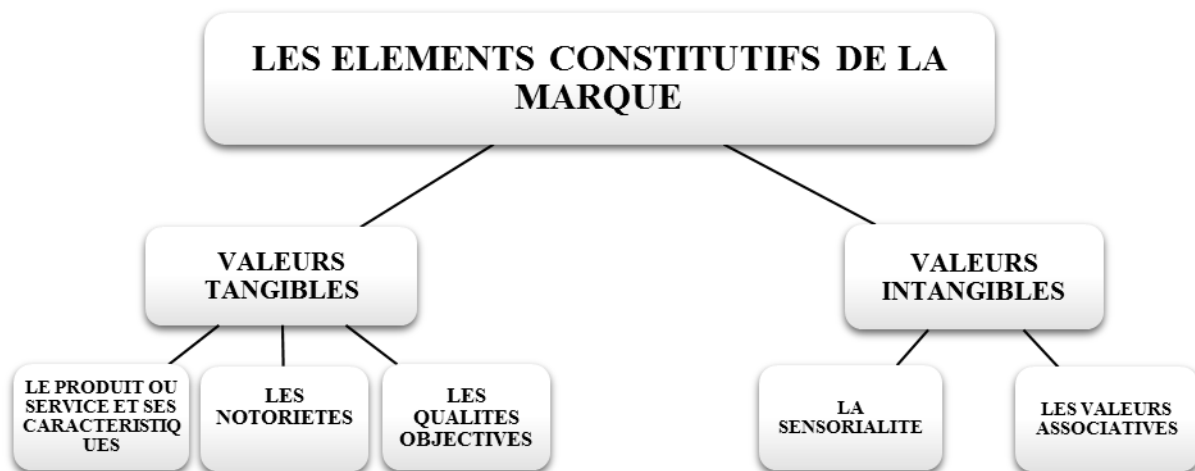 LES ELEMENTS CONSTITUTIFS DE LA
MARQUE
VALEURS
TANGIBLES
VALEURS
INTANGIBLES
LE PRODUIT OU
SERVICE ET SES
CARACTERISTIQ
UES
LES
NOTORIETES
LES
QUALITES
OBJECTIVES
LA
SENSORIALITE
LES VALEURS
ASSOCIATIVES